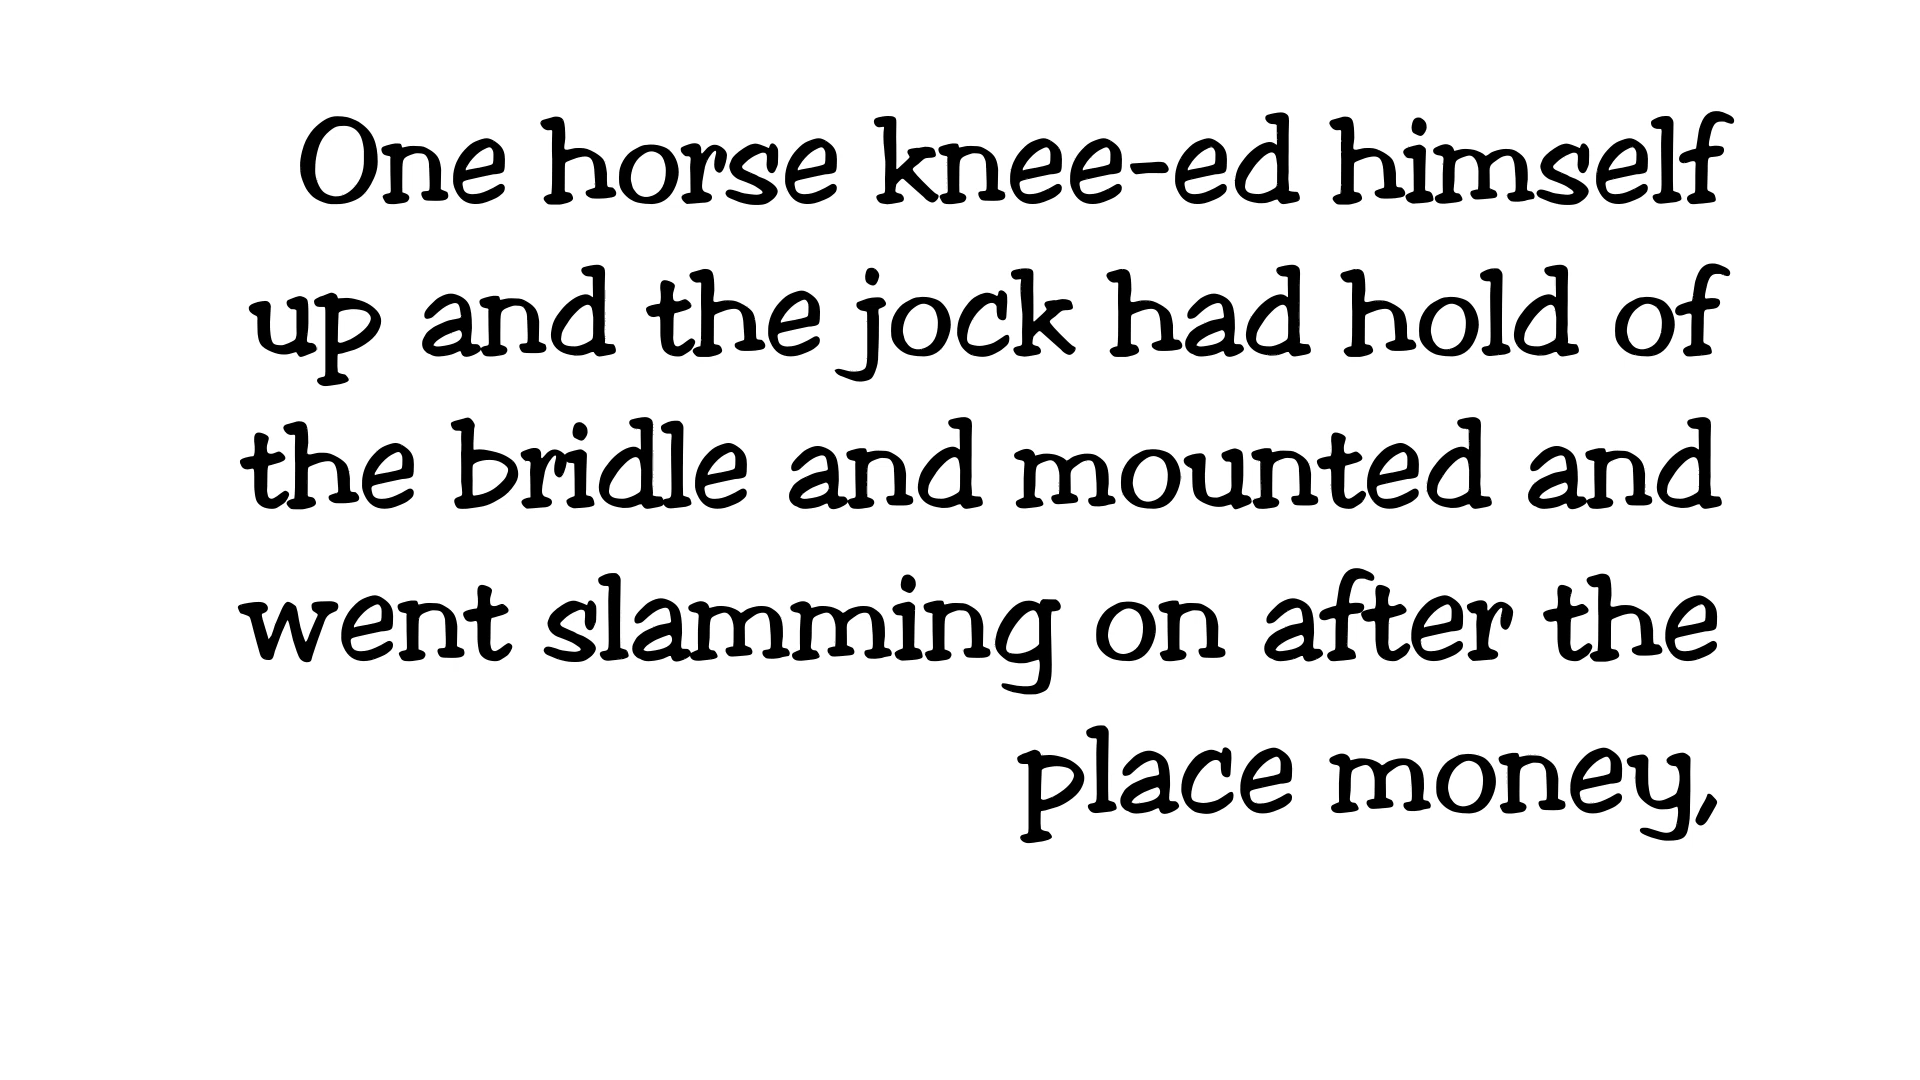 One horse knee-ed himself
up and the jock had hold of
the bridle and mounted and
went slamming on after the
place money,